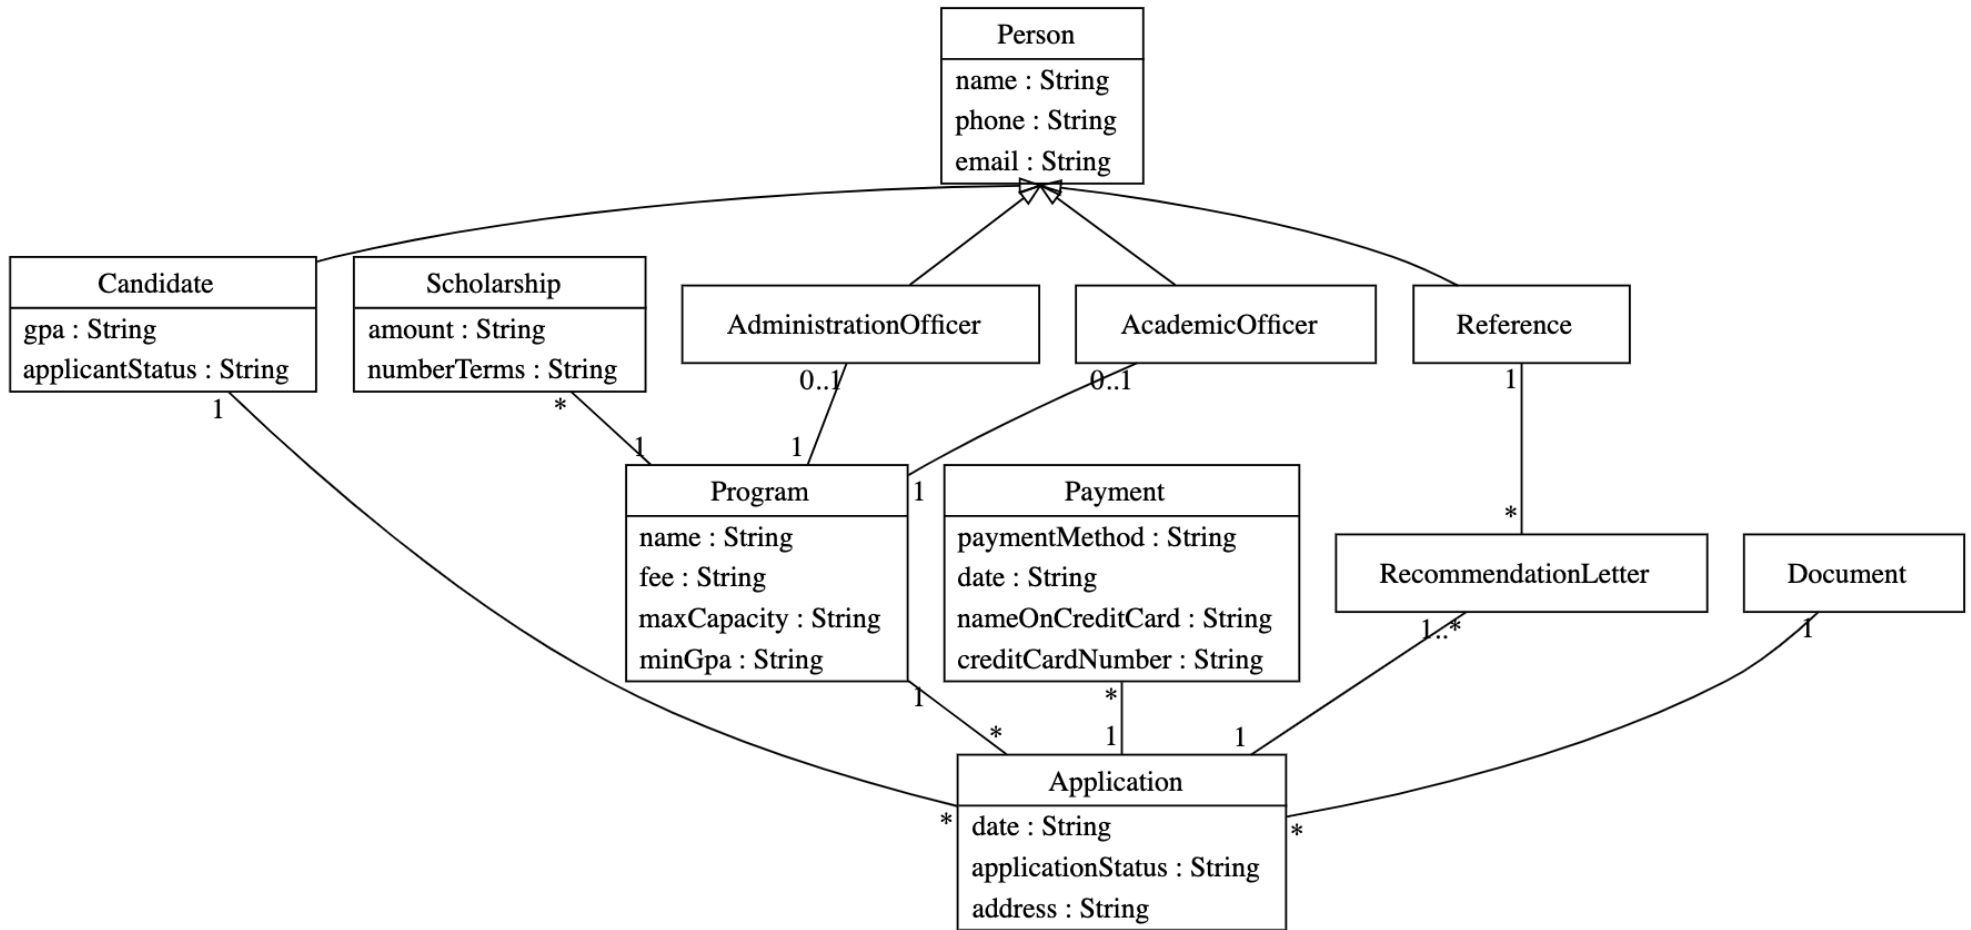 Person
name : String
phone : String
email : String
Candidate
gpa : String
applicantStatus : String
Scholarship
amount : String
numberTerms : String
AdministrationOfficer
AcademicOfficer
Reference
0..1
0..1
1
1
*
1
1
1
*
Program
name : String
fee : String
maxCapacity : String
minGpa : String
Payment
paymentMethod : String
date : String
nameOnCreditCard : String
creditCardNumber : String
RecommendationLetter
Document
1..*
1
1
*
*
1
1
Application
date : String
applicationStatus : String
address : String
*
*